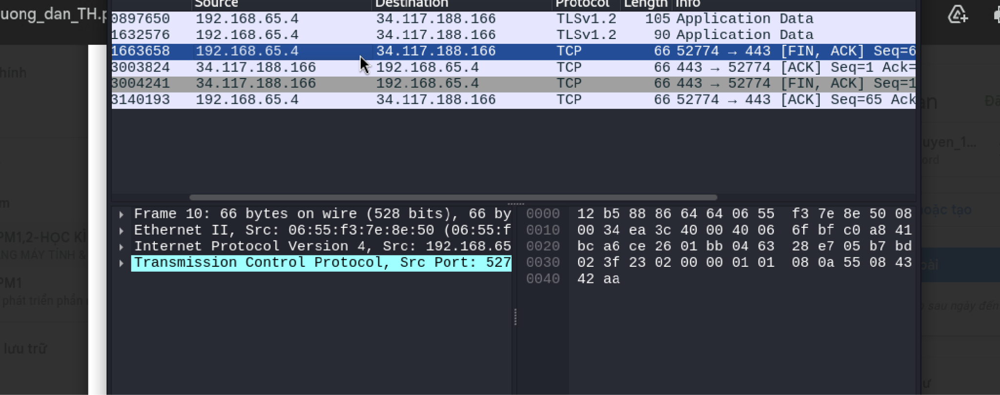 uong_dan_TH.p
Source Destination Protocol Length Info
0897650 192.168.65.4 34.117.188.166 TLSv1.2 105 Application Data
1632576 192.168.65.4 34.117.188.166 TLSv1.2 90 Application Data
1663658 192.168.65.4 34.117.188.166 TCP 66 52774 → 443 [FIN, ACK] Seq=6
3003824 34.117.188.166 192.168.65.4 TCP 66 443 → 52774 [ACK] Seq=1 Ack=
3004241 34.117.188.166 192.168.65.4 TCP 66 443 → 52774 [FIN, ACK] Seq=1
3140193 192.168.65.4 34.117.188.166 TCP 66 52774 → 443 [ACK] Seq=65 Ack
Frame 10: 66 bytes on wire (528 bits), 66 by
Ethernet II, Src: 06:55:f3:7e:8e:50 (06:55:f
Internet Protocol Version 4, Src: 192.168.65
Transmission Control Protocol, Src Port: 527
0000 12 b5 88 86 64 64 06 55 f3 7e 8e 50 08
0010 00 34 ea 3c 40 00 40 06 6f bf c0 a8 41
0020 bc a6 ce 26 01 bb 04 63 28 e7 05 b7 bd
0030 02 3f 23 02 00 00 01 01 08 0a 55 08 43
0040 42 aa
hính
m
PM1,2-HỌC KÌ
ẠNG MÁY TÍNH &
PM1
phát triển phần
lưu trữ
an
Đã
uyen_1...
ord
hoặc tạo
bài
sau ngày đến
ư